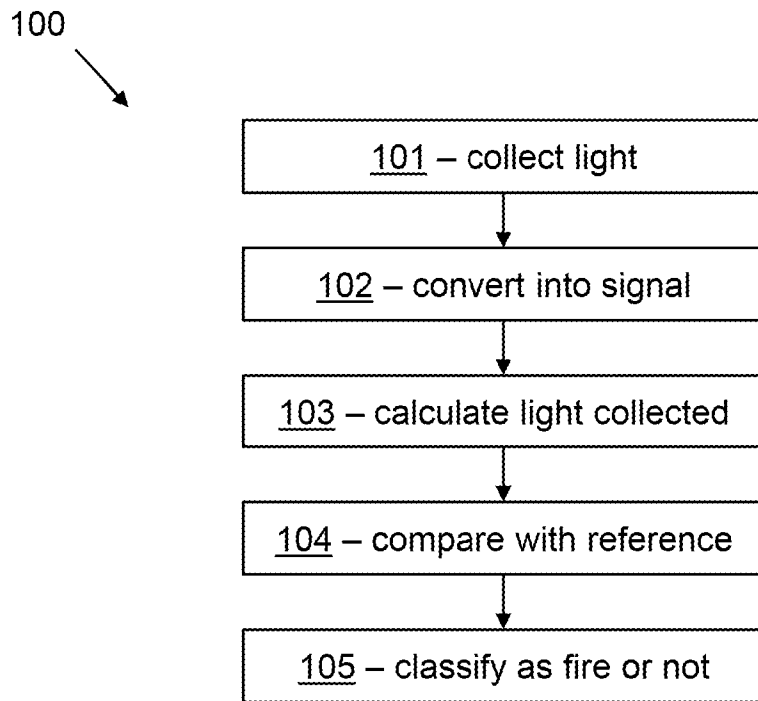 100
101 – collect light
102 – convert into signal
103 – calculate light collected
104 – compare with reference
105 – classify as fire or not